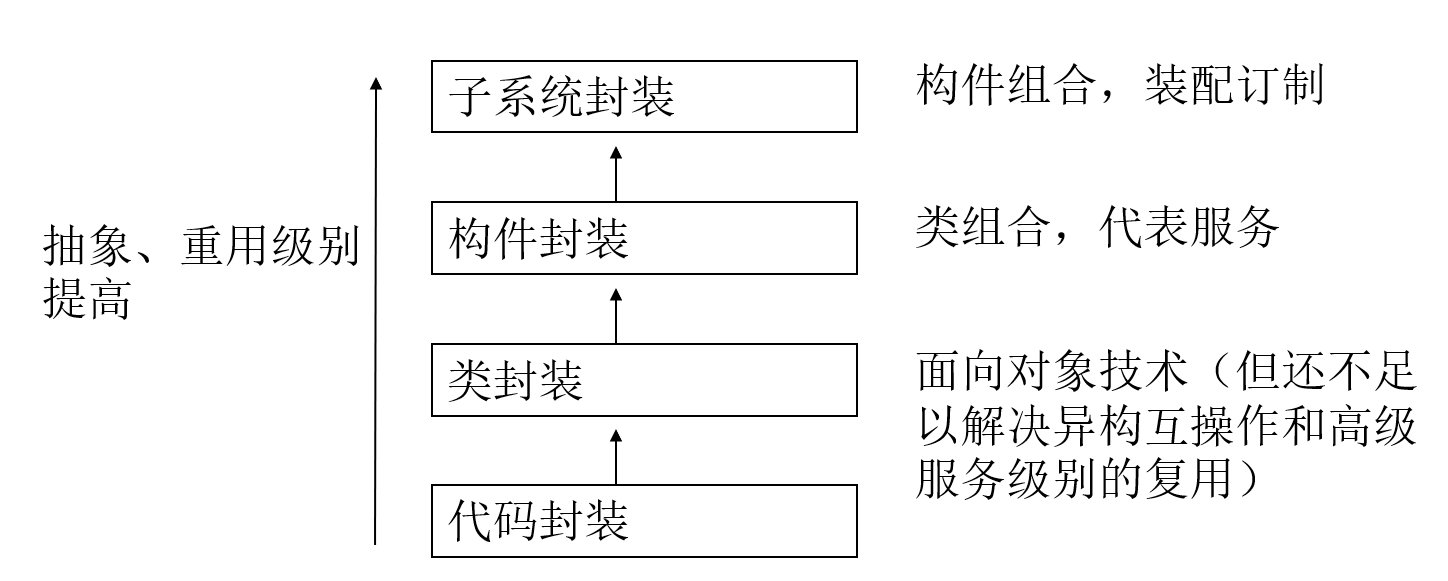 子系统封装
构件组合，装配订制
构件封装
类组合，代表服务
抽象、重用级别
提高
类封装
面向对象技术（但还不足
以解决异构互操作和高级
服务级别的复用）
代码封装